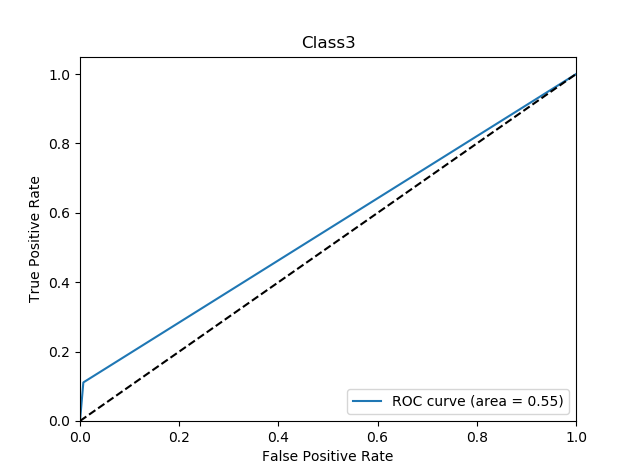 Class3
True Positive Rate
1.0
0.8
0.6
0.4
0.2
0.0
0.0 0.2 0.4 0.6 0.8 1.0
False Positive Rate
ROC curve (area = 0.55)